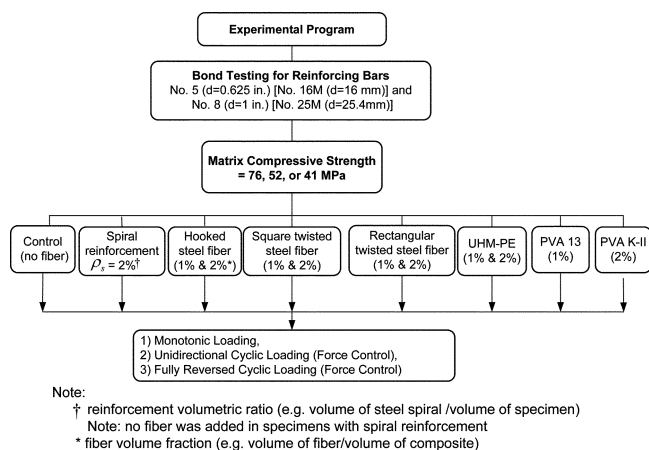 Experimental Program
Bond Testing for Reinforcing Bars
No. 5 (d=0.625 in.) [No. 16M (d=16 mm)] and
No. 8 (d=1 in.) [No. 25M (d=25.4mm)]
Matrix Compressive Strength
= 76, 52, or 41 MPa
Control
(no fiber)
Spiral
reinforcement
ρs = 2%†
Hooked
steel fiber
(1% & 2%*)
Square twisted
steel fiber
(1% & 2%)
Rectangular
twisted steel fiber
(1% & 2%)
UHM-PE
(1% & 2%)
PVA 13
(1%)
PVA K-II
(2%)
1) Monotonic Loading,
2) Unidirectional Cyclic Loading (Force Control),
3) Fully Reversed Cyclic Loading (Force Control)
Note:
† reinforcement volumetric ratio (e.g. volume of steel spiral /volume of specimen)
Note: no fiber was added in specimens with spiral reinforcement
* fiber volume fraction (e.g. volume of fiber/volume of composite)